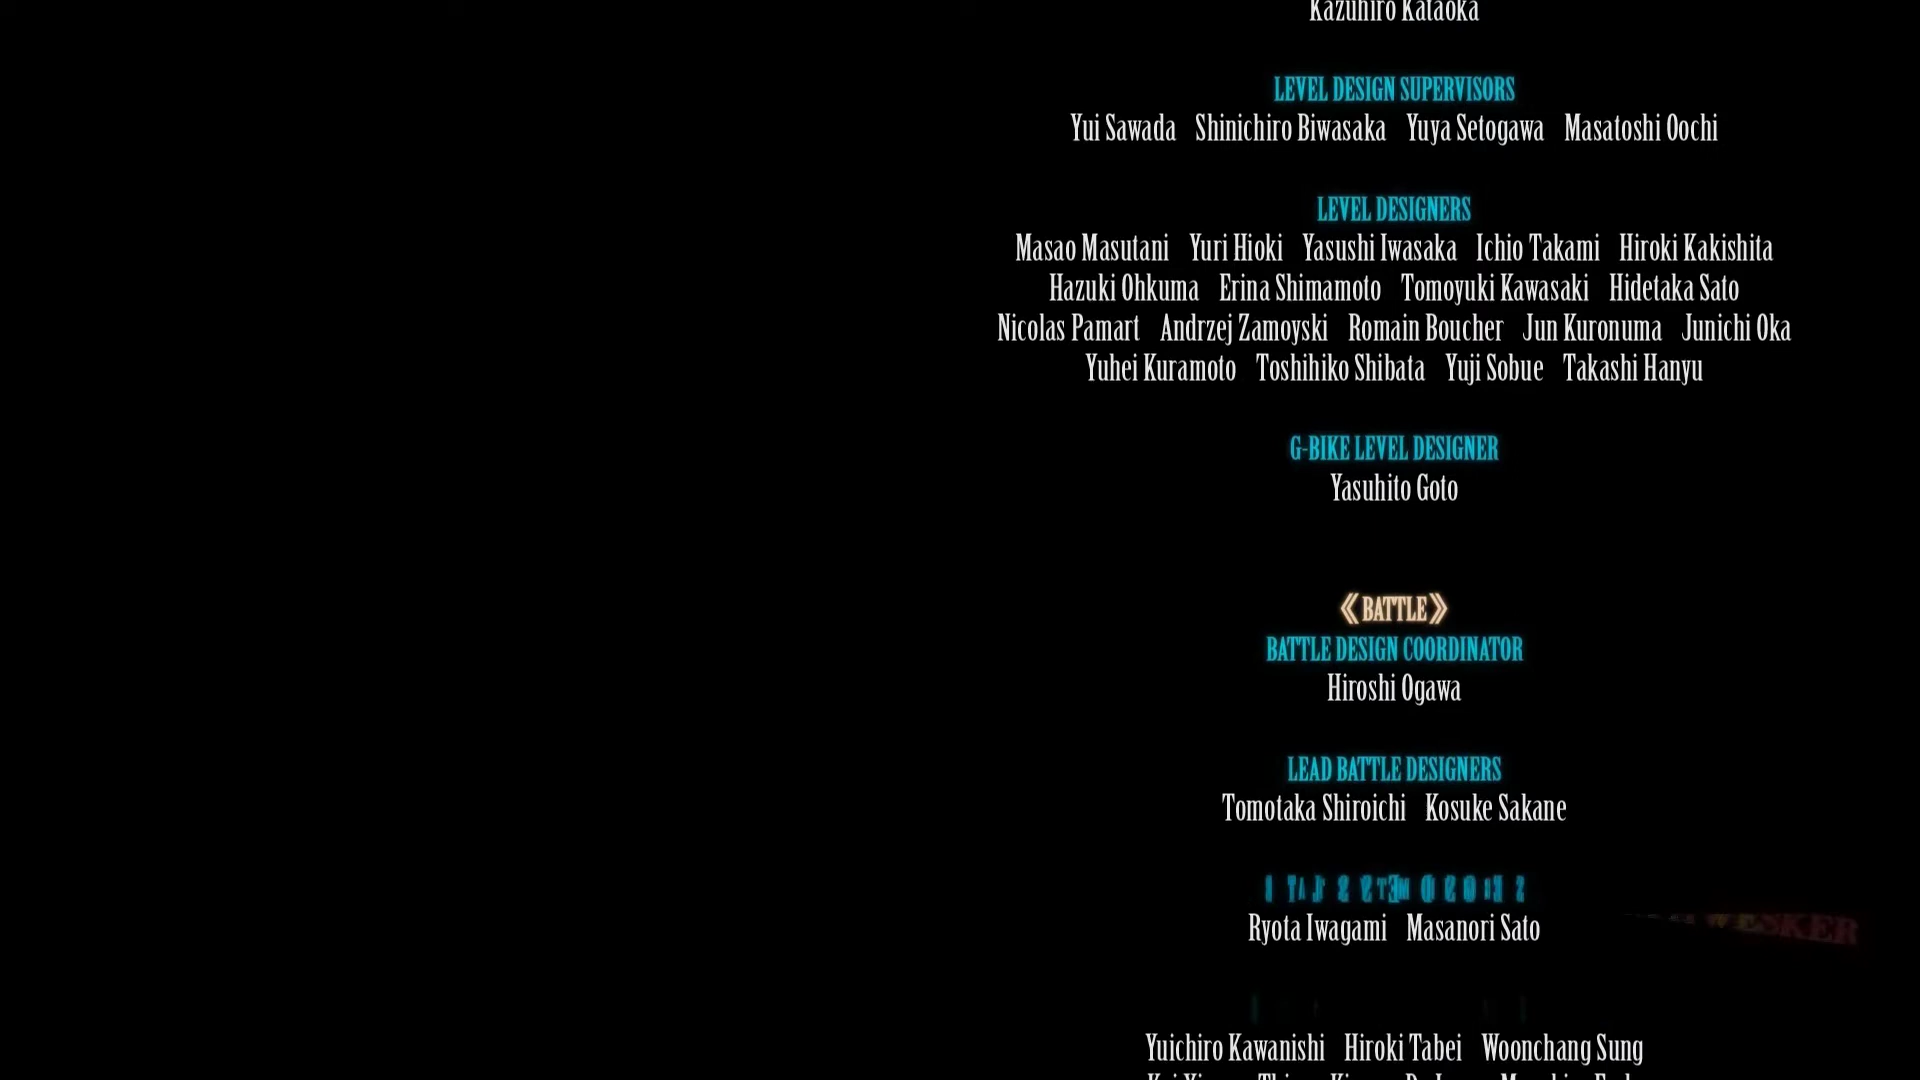 Kazuhiro Kataoka
LEVEL DESIGN SUPERVISORS
Yui Sawada Shinichiro Biwasaka Yuya Setogawa Masatoshi Oochi
LEVEL DESIGNERS
Masao Masutani Yuri Hioki Yasushi Iwasaka Ichio Takami Hiroki Kakishita
Hazuki Ohkuma Erina Shimamoto Tomoyuki Kawasaki Hidetaka Sato
Nicolas Pamart Andrzej Zamoyski Romain Boucher Jun Kuronuma Junichi Oka
Yuhei Kuramoto Toshihiko Shibata Yuji Sobue Takashi Hanyu
G-BIKE LEVEL DESIGNER
Yasuhito Goto
《BATTLE》
BATTLE DESIGN COORDINATOR
Hiroshi Ogawa
LEAD BATTLE DESIGNERS
Tomotaka Shiroichi Kosuke Sakane
Ryota Iwagami Masanori Sato
WESKER
Yuichiro Kawanishi Hiroki Tabei Woonchang Sung